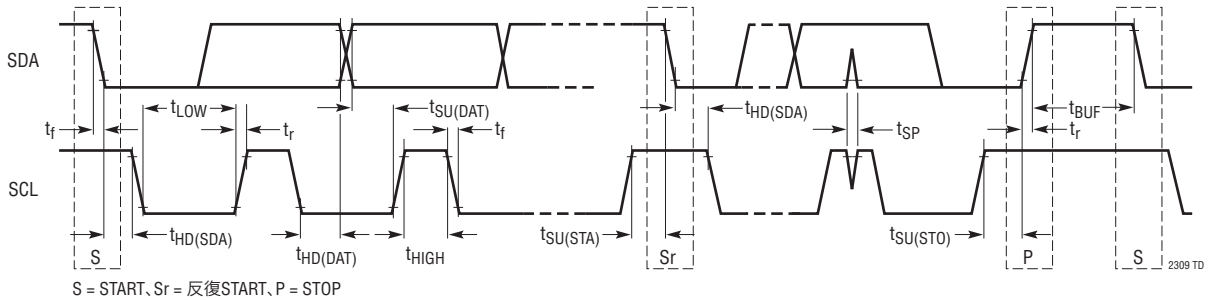 SDA
t_LOW
t_SU(DAT)
t_HD(SDA)
t_BUF
t_f
t_r
t_f
t_SP
t_r
SCL
t_HD(SDA)
t_HD(DAT)
t_HIGH
t_SU(STA)
t_SU(STO)
S
Sr
P
S
2309 TD
S = START、Sr = 反復START、P = STOP